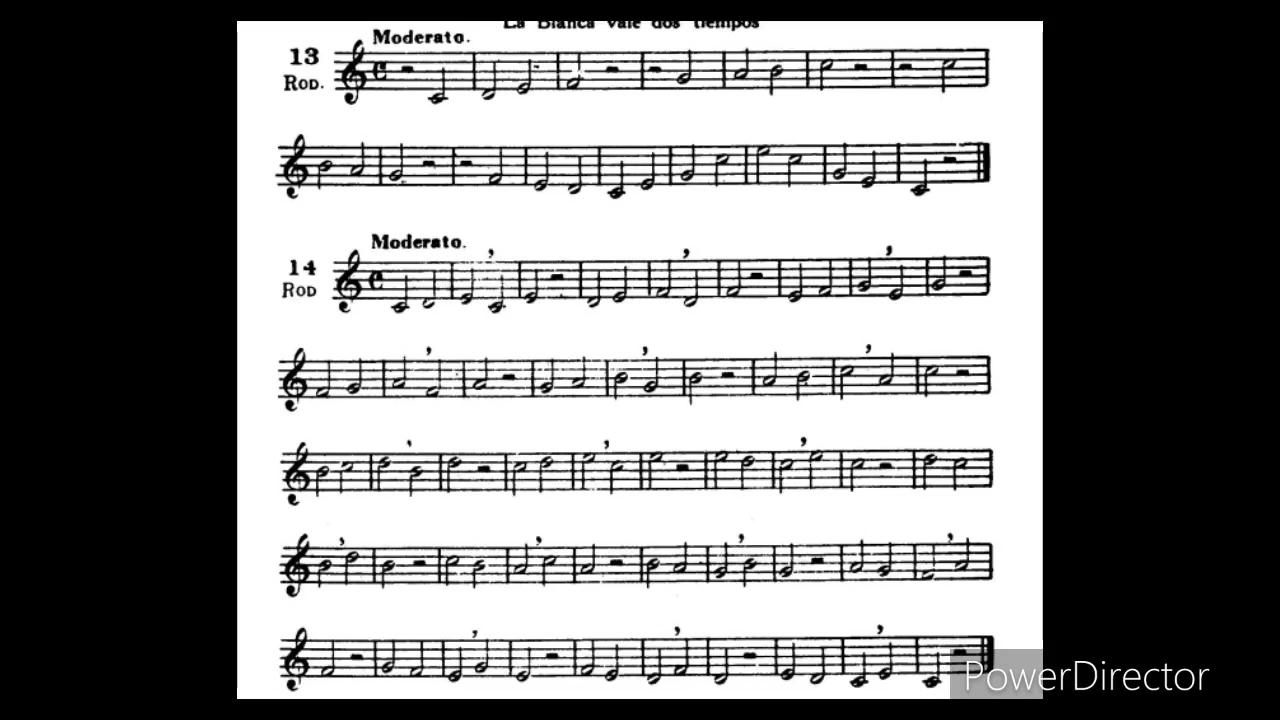 La Blanca vale dos tiempos
Moderato.
13
ROD.
Moderato.
14
ROD
PowerDirector